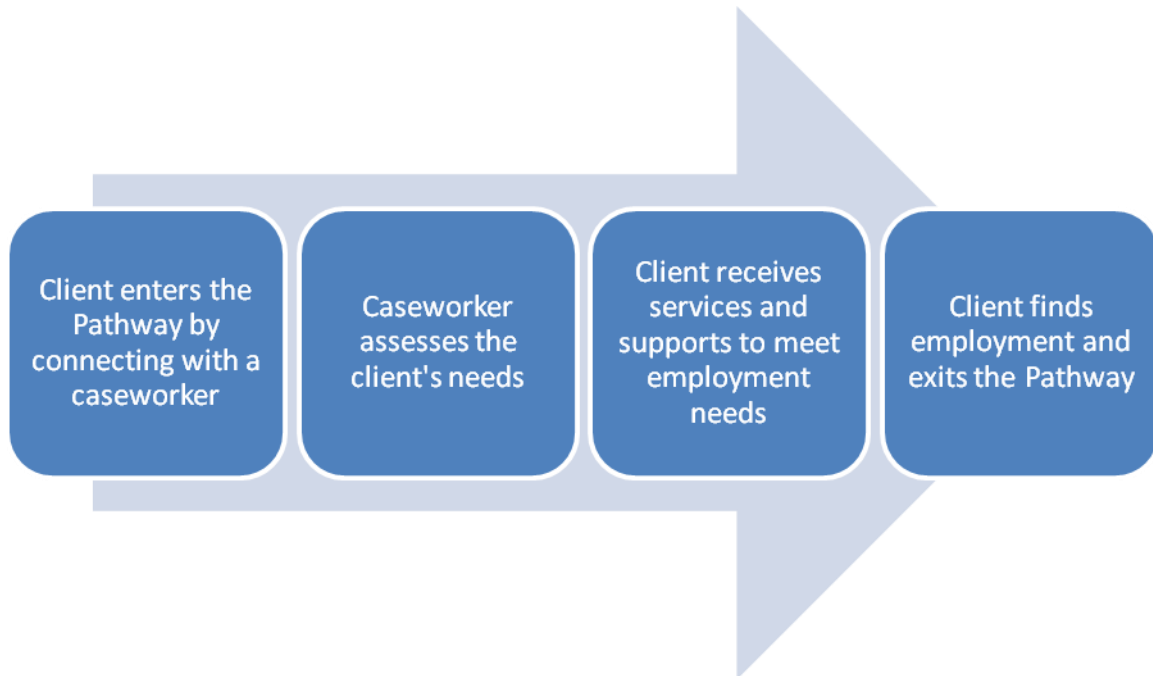 Client enters the
Pathway by
connecting with a
caseworker
Caseworker
assesses the
client's needs
Client receives
services and
supports to meet
employment
needs
Client finds
employment and
exits the Pathway